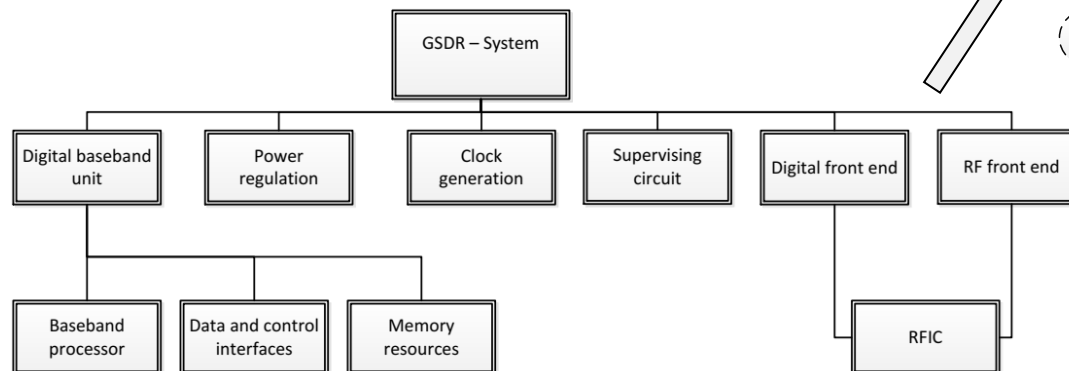 GSDR – System
Digital baseband
unit
Power
regulation
Clock
generation
Supervising
circuit
Digital front end
RF front end
Baseband
processor
Data and control
interfaces
Memory
resources
RFIC